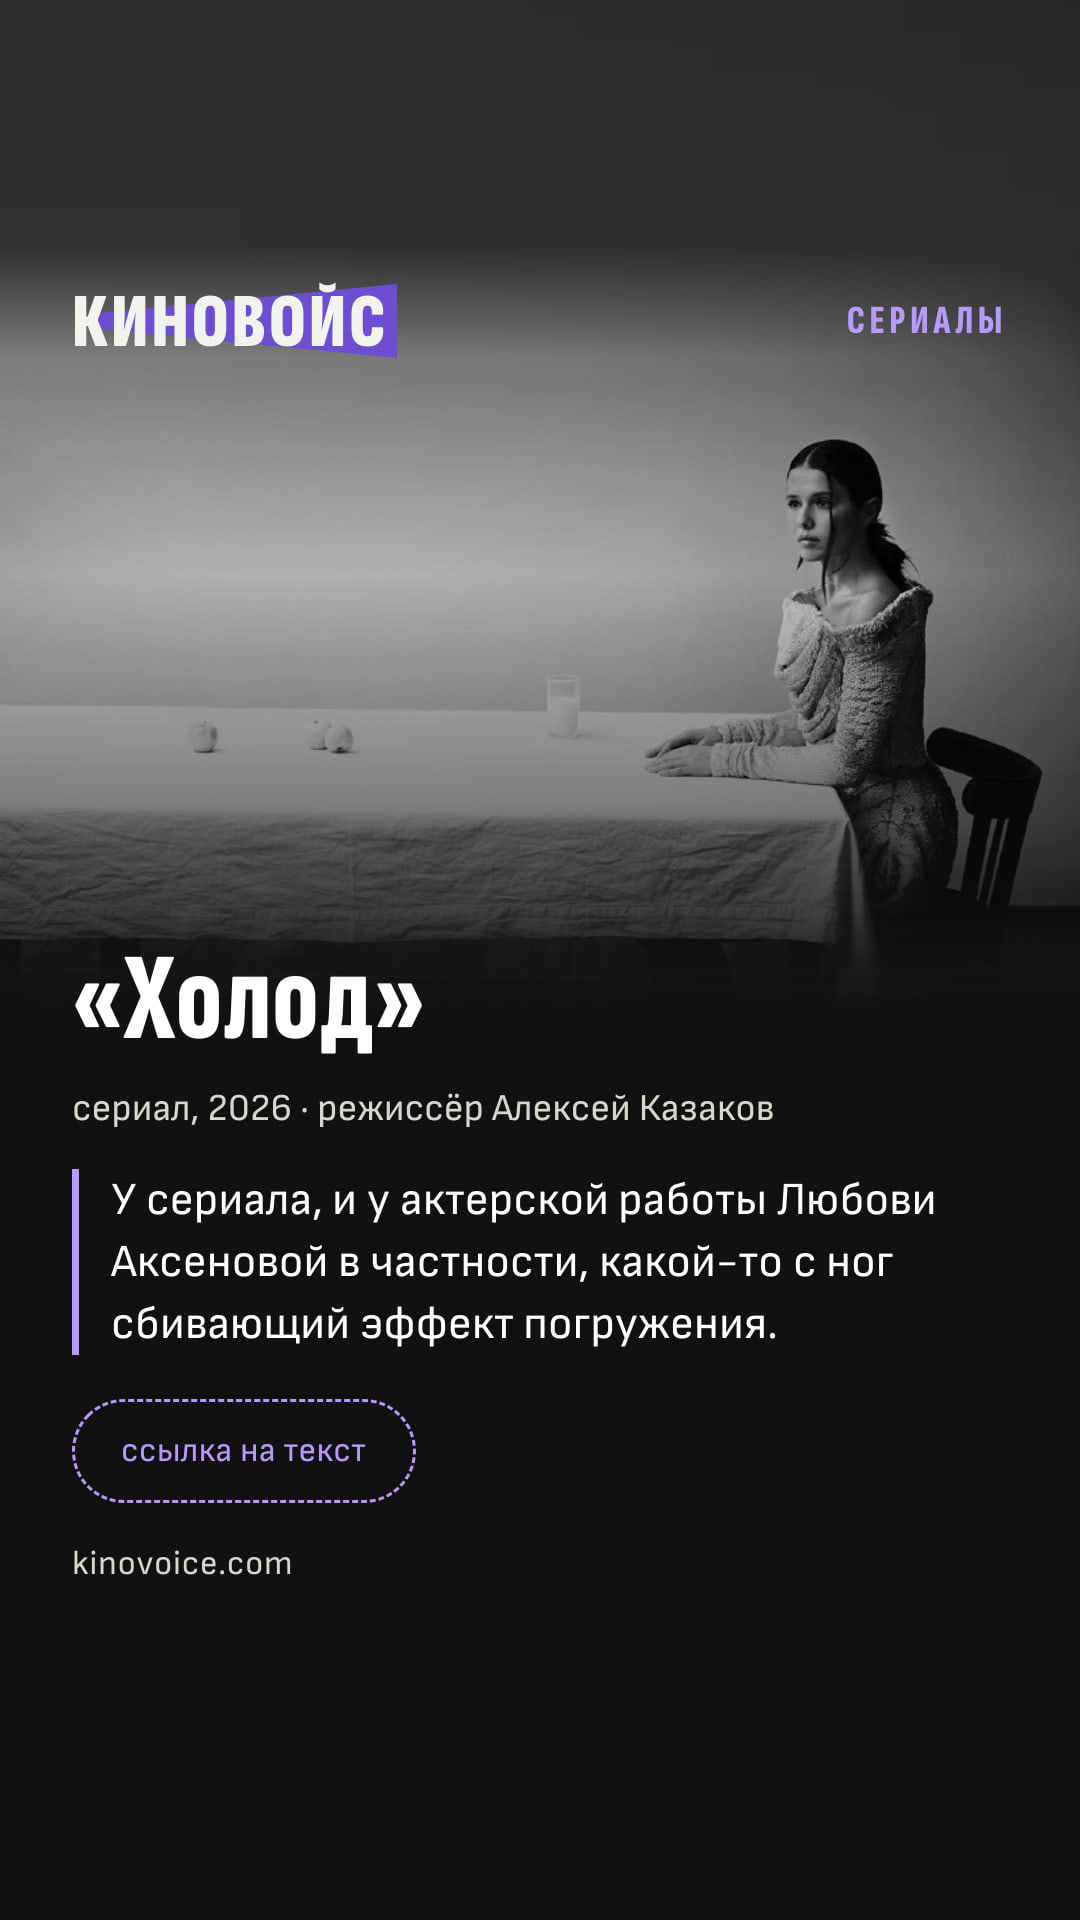 КИНОВОЙС
СЕРИАЛЫ
«Холод»
сериал, 2026 · режиссёр Алексей Казаков
У сериала, и у актерской работы Любови
Аксеновой в частности, какой-то с ног
сбивающий эффект погружения.
ссылка на текст
kinovoice.com